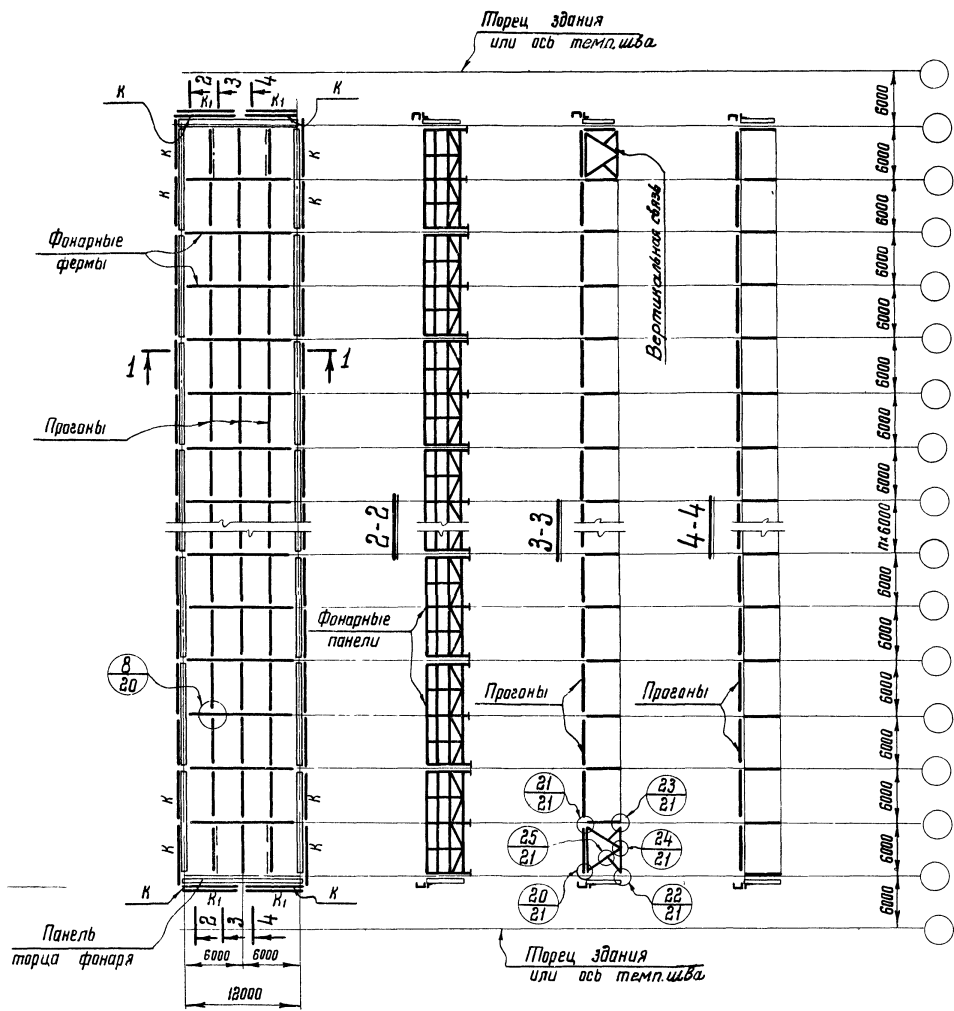 Торец здания
или ось темп.шва
2
3
4
К
К1
К1
К
К
К
К
К
6000
6000
6000
6000
6000
6000
6000
6000
n×6000
6000
6000
6000
6000
6000
6000
6000
Фонарные
фермы
Вертикальная связь
1
1
Прогоны
2-2
3-3
4-4
Фонарные
панели
8
20
Прогоны
Прогоны
К
К
К
К
21
21
23
21
25
21
24
21
20
21
22
21
К
К1
К1
К
2
3
4
Панель
торца фонаря
6000
6000
12000
Торец здания
или ось темп.шва